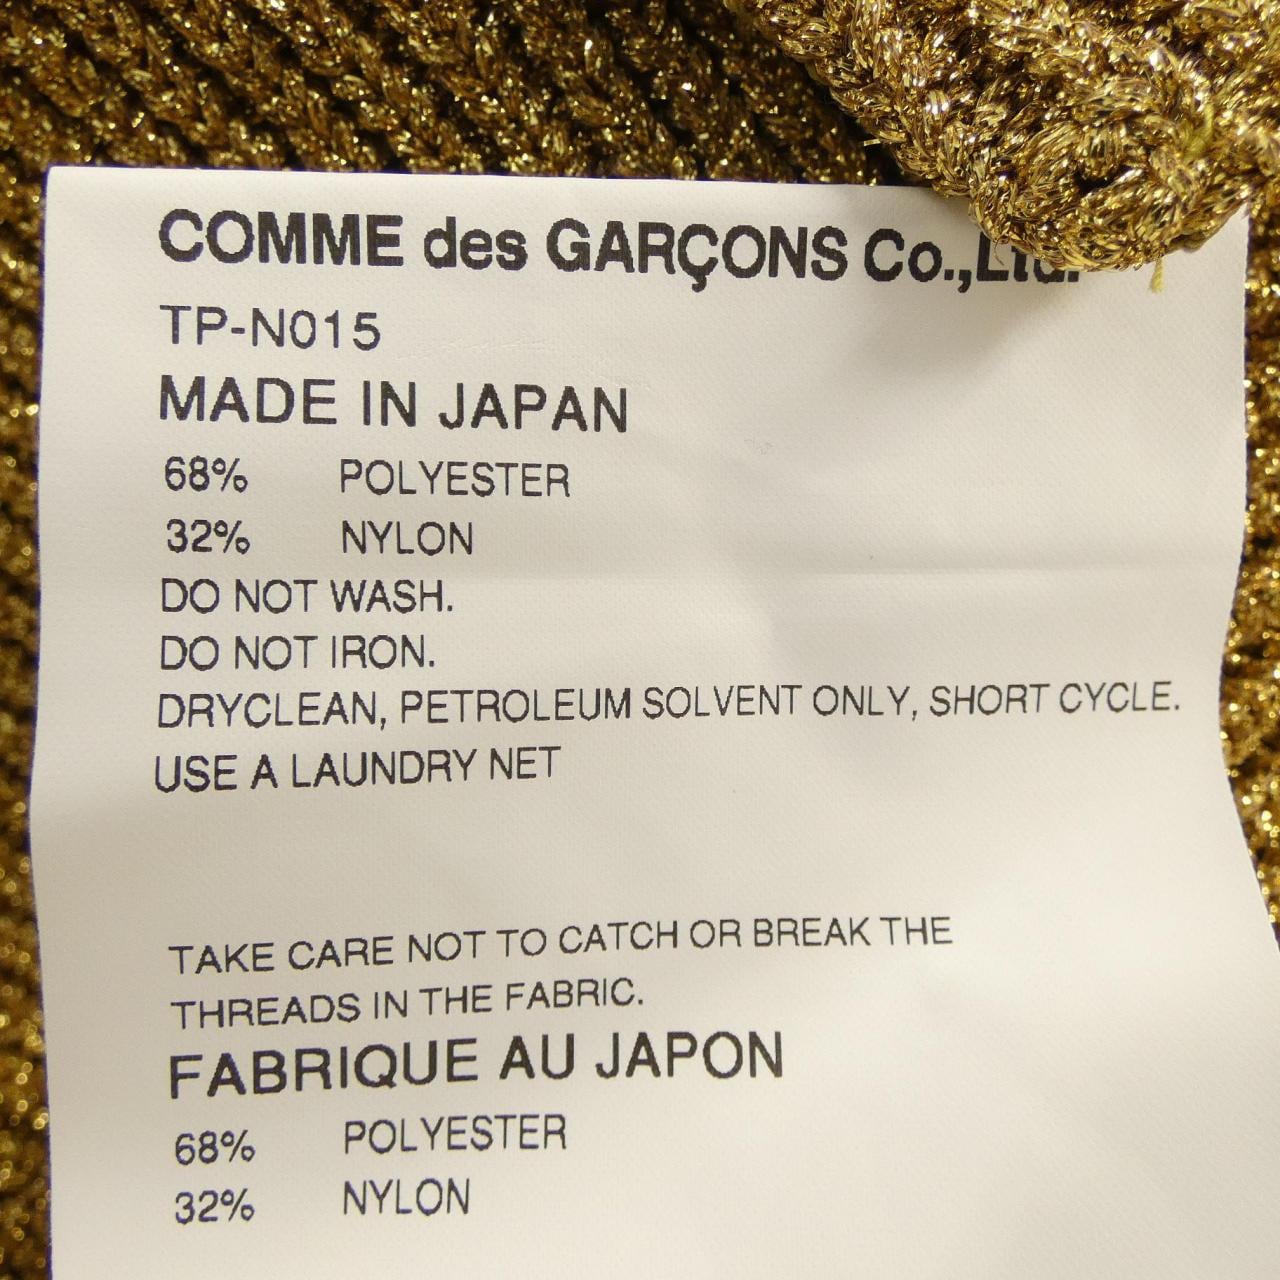 COMME des GARÇONS Co.,Ltd.
TP-N015
MADE IN JAPAN
68% POLYESTER
32% NYLON
DO NOT WASH.
DO NOT IRON.
DRYCLEAN, PETROLEUM SOLVENT ONLY, SHORT CYCLE.
USE A LAUNDRY NET
TAKE CARE NOT TO CATCH OR BREAK THE
THREADS IN THE FABRIC.
FABRIQUE AU JAPON
68% POLYESTER
32% NYLON